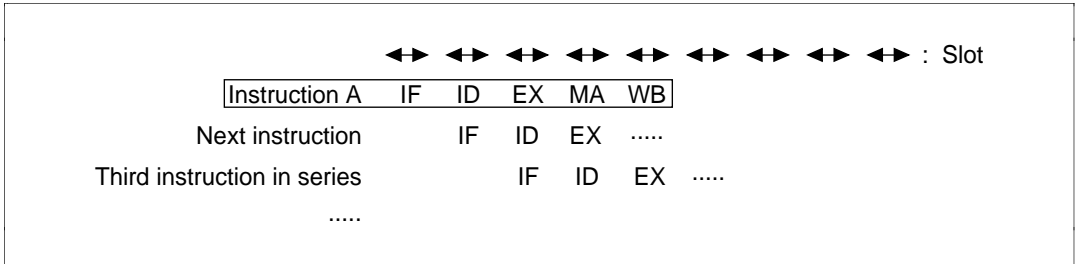 : Slot
Instruction A IF ID EX MA WB
Next instruction IF ID EX .....
Third instruction in series IF ID EX .....
.....